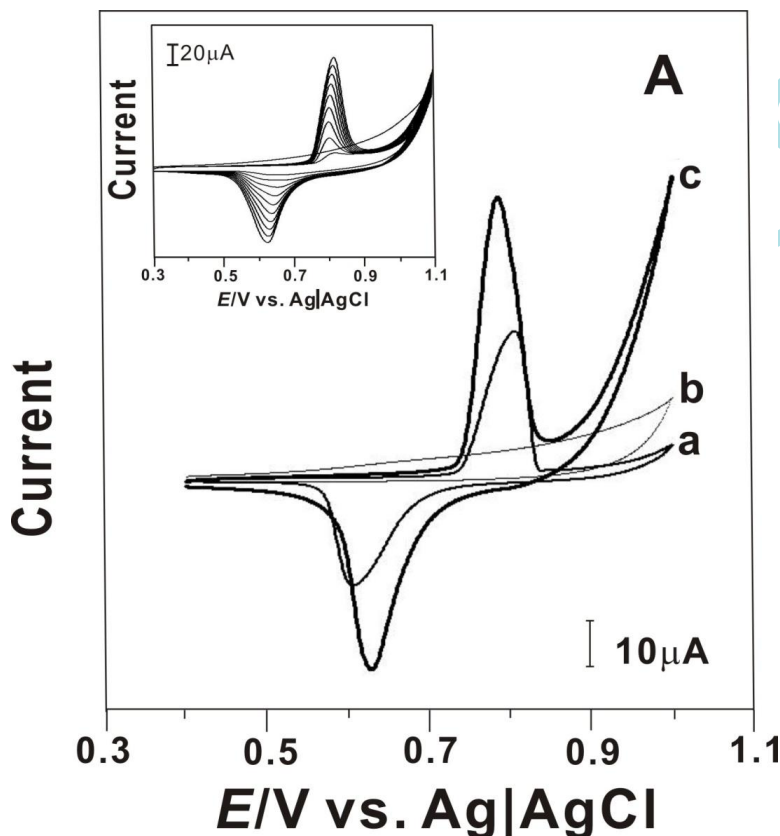 20μA
A
Current
0.3 0.5 0.7 0.9 1.1
E/V vs. Ag|AgCl
c
b
a
Current
10μA
0.3 0.5 0.7 0.9 1.1
E/V vs. Ag|AgCl